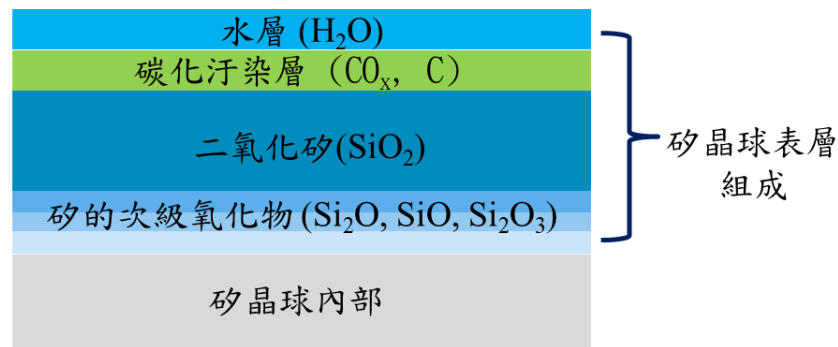 水層 (H₂O)
碳化汙染層（COₓ, C）
二氧化矽(SiO₂)
矽的次級氧化物 (Si₂O, SiO, Si₂O₃)
矽晶球內部
矽晶球表層
組成